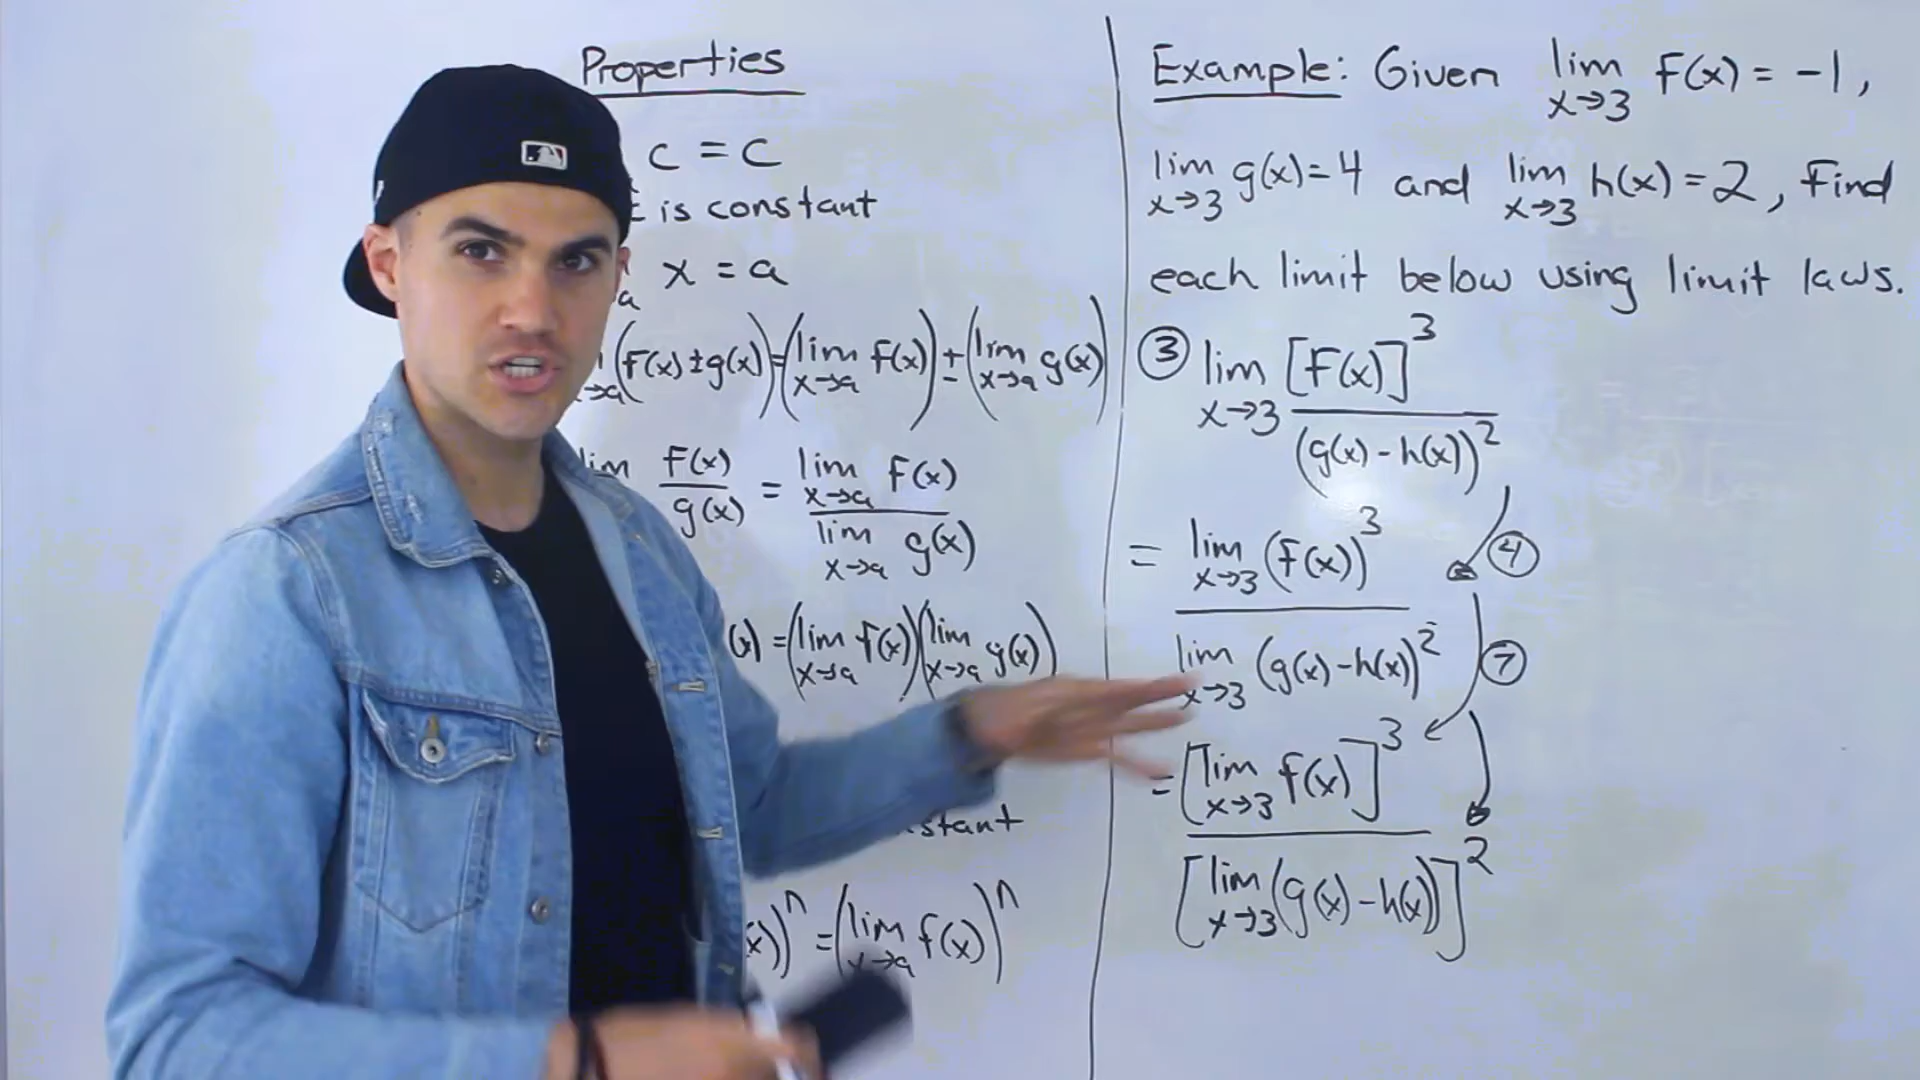 Properties
c = c
is constant
x = a
a
x→a (f(x) ± g(x)) = (lim x→a f(x)) ± (lim x→a g(x))
lim f(x)/g(x) = lim x→a f(x) / lim x→a g(x)
(x) = (lim x→a f(x))(lim x→a g(x))
stant
(x))^n = (lim x→a f(x))^n
Example: Given lim x→3 f(x) = -1,
lim x→3 g(x) = 4 and lim x→3 h(x) = 2, Find
each limit below using limit laws.
③ lim x→3 [f(x)]^3 / (g(x) - h(x))^2
④
= lim x→3 (f(x))^3 / lim x→3 (g(x) - h(x))^2
⑦
= [lim x→3 f(x)]^3 / [lim x→3 (g(x) - h(x))]^2